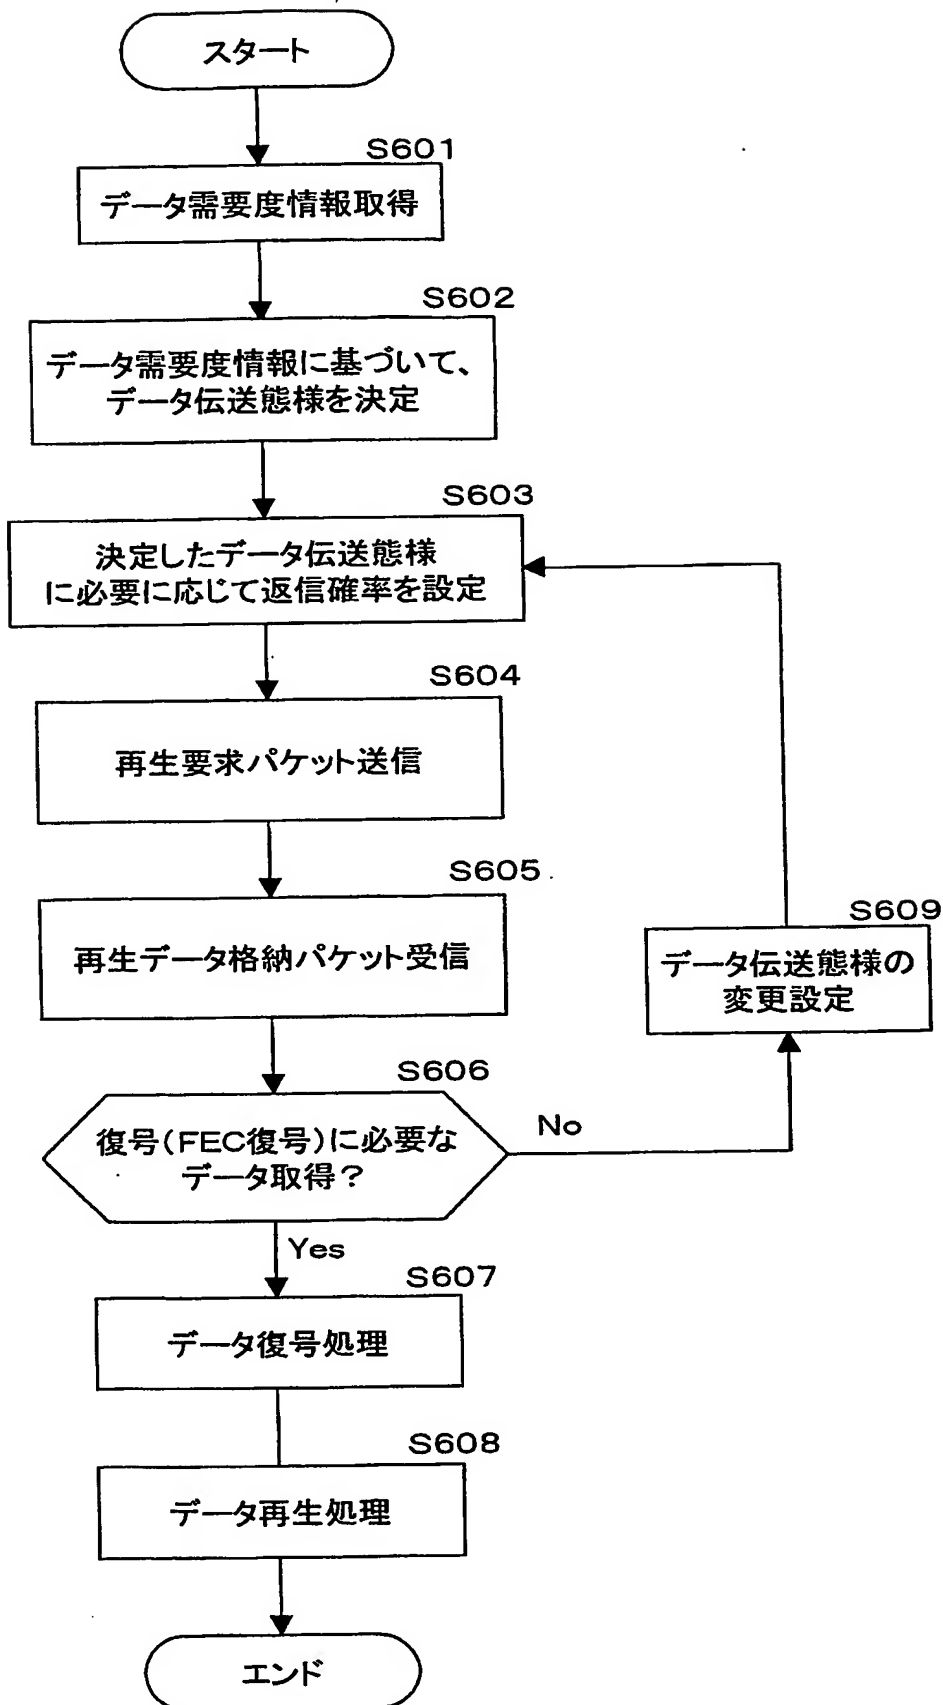 スタート
S601
データ需要度情報取得
S602
データ需要度情報に基づいて、
データ伝送態様を決定
S603
決定したデータ伝送態様
に必要に応じて返信確率を設定
S604
再生要求パケット送信
S605
再生データ格納パケット受信
S609
データ伝送態様の
変更設定
S606
復号(FEC復号)に必要な
データ取得?
No
Yes
S607
データ復号処理
S608
データ再生処理
エンド